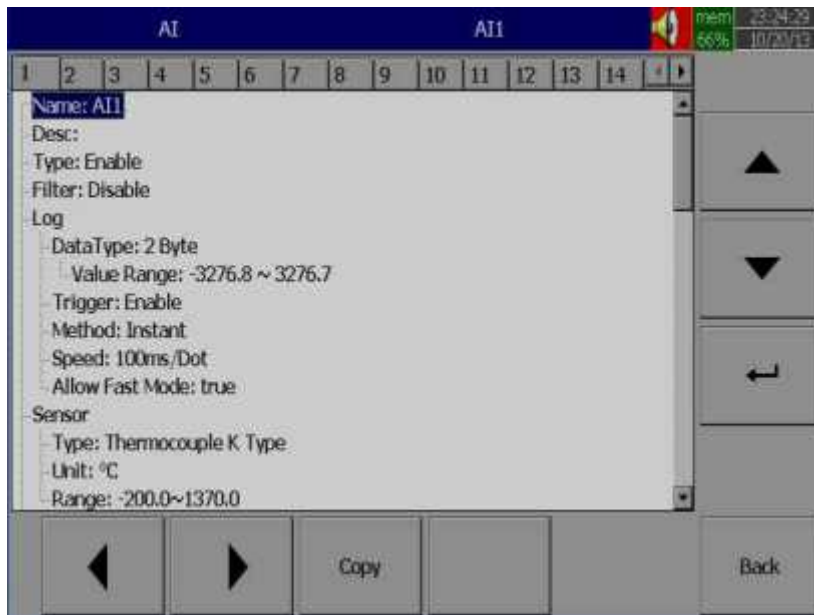 AI AI1 mem 23:24:29
66% 10/20/13
1 2 3 4 5 6 7 8 9 10 11 12 13 14
Name: AI1
Desc:
Type: Enable
Filter: Disable
Log
DataType: 2 Byte
Value Range: -3276.8 ~ 3276.7
Trigger: Enable
Method: Instant
Speed: 100ms/Dot
Allow Fast Mode: true
Sensor
Type: Thermocouple K Type
Unit: °C
Range: -200.0~1370.0
Copy Back